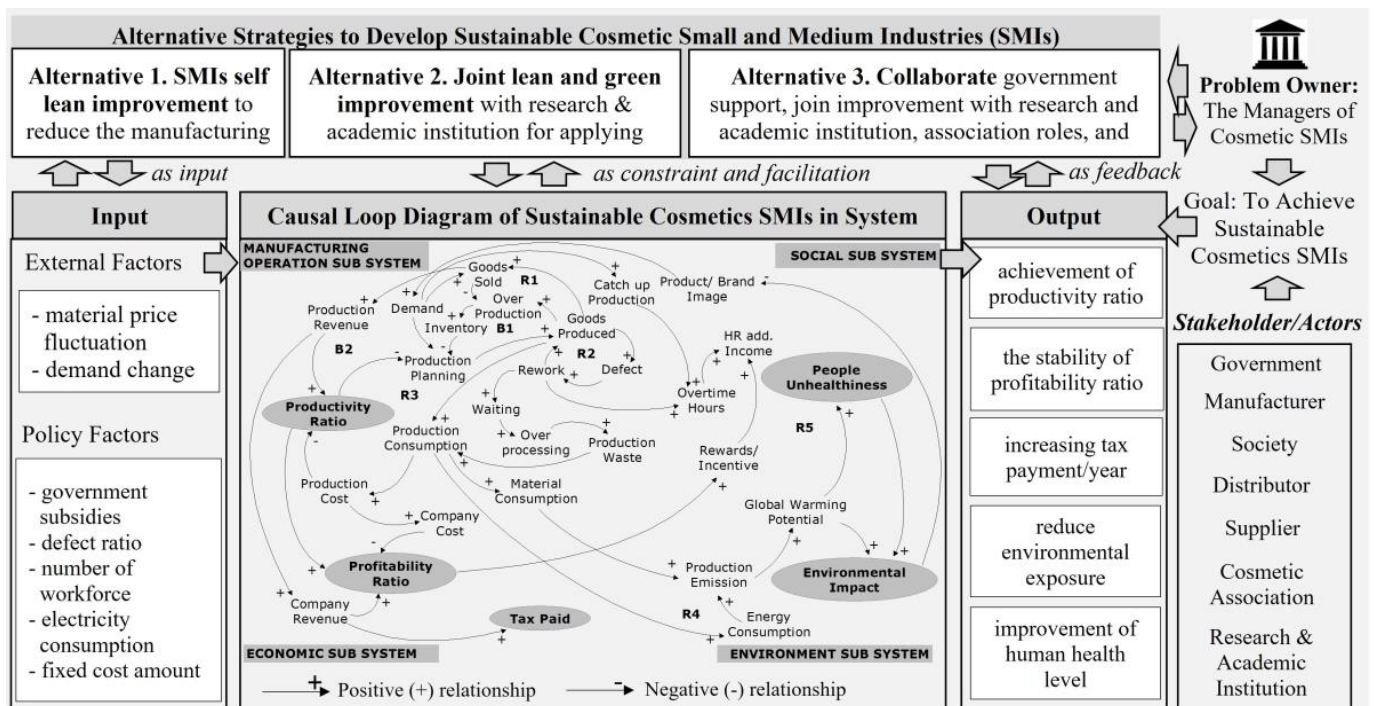 Alternative Strategies to Develop Sustainable Cosmetic Small and Medium Industries (SMIs)
Alternative 1. SMIs self
lean improvement to
reduce the manufacturing
Alternative 2. Joint lean and green
improvement with research &
academic institution for applying
Alternative 3. Collaborate government
support, join improvement with research and
academic institution, association roles, and
Problem Owner:
The Managers of
Cosmetic SMIs
as input
as constraint and facilitation
as feedback
Goal: To Achieve
Sustainable
Cosmetics SMIs
Input
External Factors
- material price
fluctuation
- demand change
Policy Factors
- government
subsidies
- defect ratio
- number of
workforce
- electricity
consumption
- fixed cost amount
Causal Loop Diagram of Sustainable Cosmetics SMIs in System
MANUFACTURING
OPERATION SUB SYSTEM
SOCIAL SUB SYSTEM
Production
Revenue
Demand
Goods
Sold
R1
Over
Production
Inventory
B1
Goods
Produced
Catch up
Production
Product/ Brand
Image
B2
Production
Planning
R2
Rework
Defect
HR add.
Income
People
Unhealthiness
R3
Productivity
Ratio
Waiting
Overtime
Hours
Production
Consumption
Over
processing
Production
Waste
R5
Rewards/
Incentive
Production
Cost
Material
Consumption
Global Warming
Potential
Company
Cost
Profitability
Ratio
Production
Emission
Environmental
Impact
Company
Revenue
Tax Paid
R4
Energy
Consumption
ECONOMIC SUB SYSTEM
ENVIRONMENT SUB SYSTEM
+ Positive (+) relationship
- Negative (-) relationship
Output
achievement of
productivity ratio
the stability of
profitability ratio
increasing tax
payment/year
reduce
environmental
exposure
improvement of
human health
level
Stakeholder/Actors
Government
Manufacturer
Society
Distributor
Supplier
Cosmetic
Association
Research &
Academic
Institution